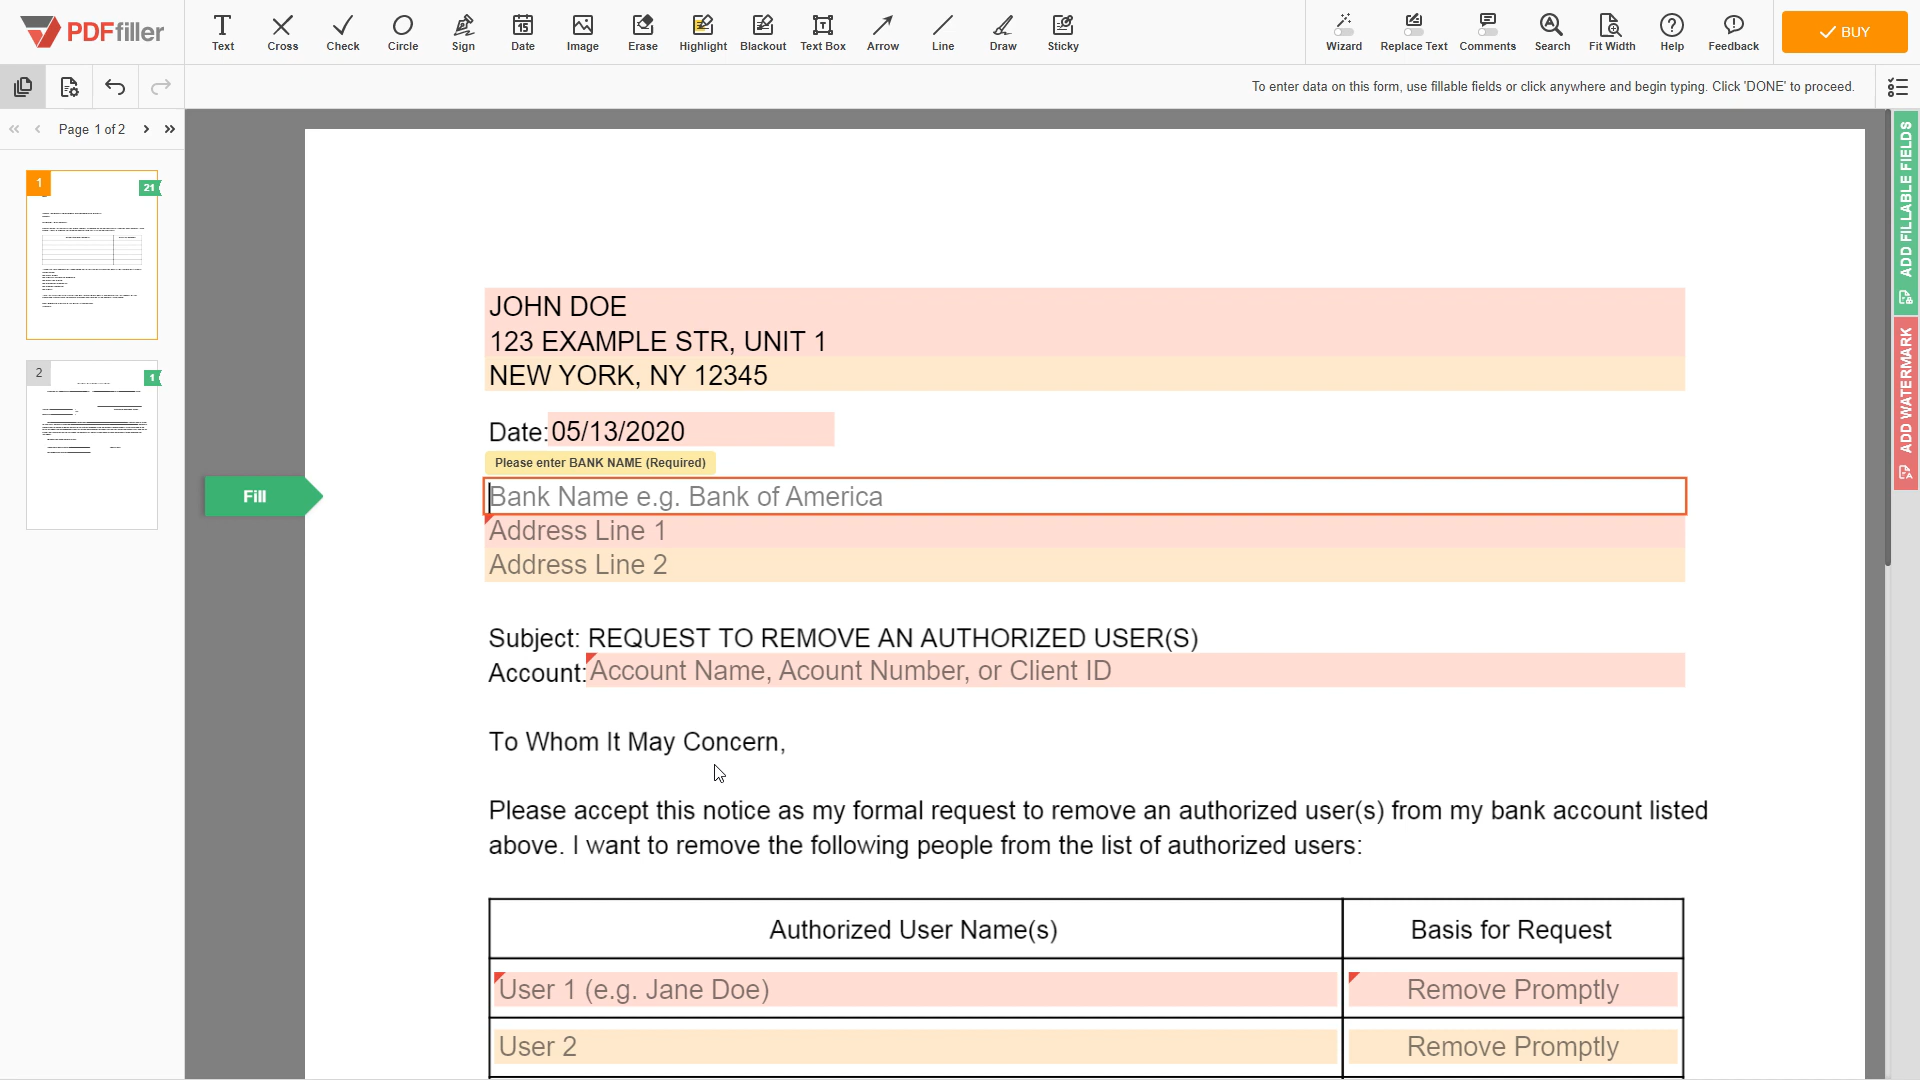 PDFfiller
Text
Cross
Check
Circle
Sign
Date
Image
Erase
Highlight
Blackout
Text Box
Arrow
Line
Draw
Sticky
Wizard
Replace Text
Comments
Search
Fit Width
Help
Feedback
BUY
To enter data on this form, use fillable fields or click anywhere and begin typing. Click 'DONE' to proceed.
Page 1 of 2
1
21
2
1
JOHN DOE
123 EXAMPLE STR, UNIT 1
NEW YORK, NY 12345
Date: 05/13/2020
Please enter BANK NAME (Required)
Fill
Bank Name e.g. Bank of America
Address Line 1
Address Line 2
Subject: REQUEST TO REMOVE AN AUTHORIZED USER(S)
Account: Account Name, Acount Number, or Client ID
To Whom It May Concern,
Please accept this notice as my formal request to remove an authorized user(s) from my bank account listed
above. I want to remove the following people from the list of authorized users:
Authorized User Name(s)
Basis for Request
User 1 (e.g. Jane Doe)
Remove Promptly
User 2
Remove Promptly
ADD FILLABLE FIELDS
ADD WATERMARK